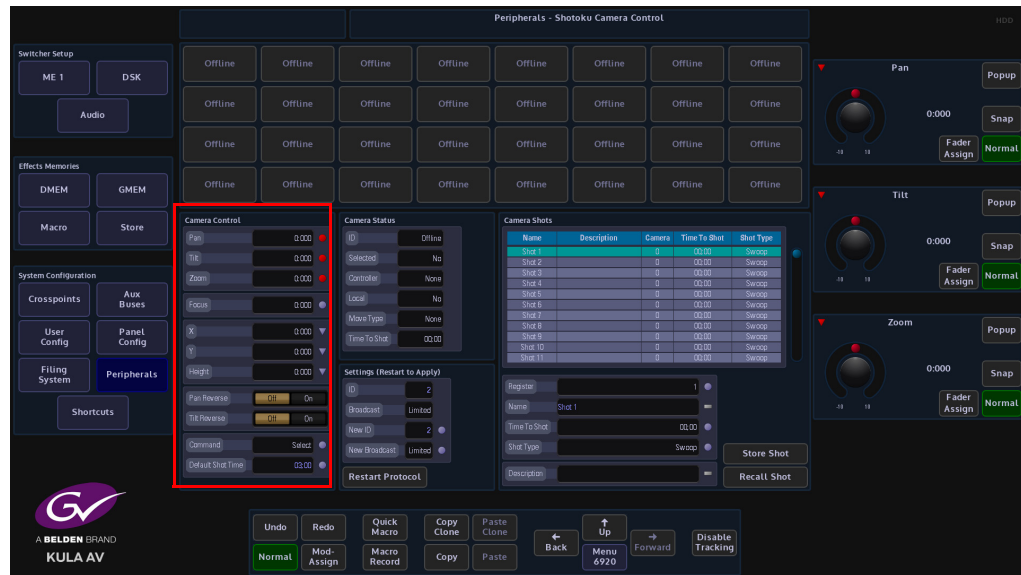 Peripherals - Shotoku Camera Control
HDD
Switcher Setup
ME 1
DSK
Audio
Effects Memories
DMEM
GMEM
Macro
Store
System Configuration
Crosspoints
Aux
Buses
User
Config
Panel
Config
Filing
System
Peripherals
Shortcuts
Offline Offline Offline Offline Offline Offline Offline Offline
Offline Offline Offline Offline Offline Offline Offline Offline
Offline Offline Offline Offline Offline Offline Offline Offline
Offline Offline Offline Offline Offline Offline Offline Offline
Camera Control
Pan 0:000
Tilt 0:000
Zoom 0:000
Focus 0:000
X 0:000
Y 0:000
Height 0:000
Pan Reverse Off On
Tilt Reverse Off On
Command Select
Default Shot Time 03:00
Camera Status
ID Offline
Selected No
Controller None
Local No
Move Type None
Time To Shot 00:00
Settings (Restart to Apply)
ID 2
Broadcast Limited
New ID 2
New Broadcast Limited
Restart Protocol
Camera Shots
Name Description Camera Time To Shot Shot Type
Shot 1 0 00:00 Swoop
Shot 2 0 00:00 Swoop
Shot 3 0 00:00 Swoop
Shot 4 0 00:00 Swoop
Shot 5 0 00:00 Swoop
Shot 6 0 00:00 Swoop
Shot 7 0 00:00 Swoop
Shot 8 0 00:00 Swoop
Shot 9 0 00:00 Swoop
Shot 10 0 00:00 Swoop
Shot 11 0 00:00 Swoop
Register 1
Name Shot 1
Time To Shot 00:00
Shot Type Swoop
Description
Store Shot
Recall Shot
Pan
Popup
0:000
Snap
-10 10
Fader
Assign
Normal
Tilt
Popup
0:000
Snap
Fader
Assign
Normal
Zoom
Popup
0:000
Snap
-10 10
Fader
Assign
Normal
GV
A BELDEN BRAND
KULA AV
Undo
Redo
Quick
Macro
Copy
Clone
Paste
Clone
Back
Up
Forward
Disable
Tracking
Normal
Mod-
Assign
Macro
Record
Copy
Paste
Menu
6920